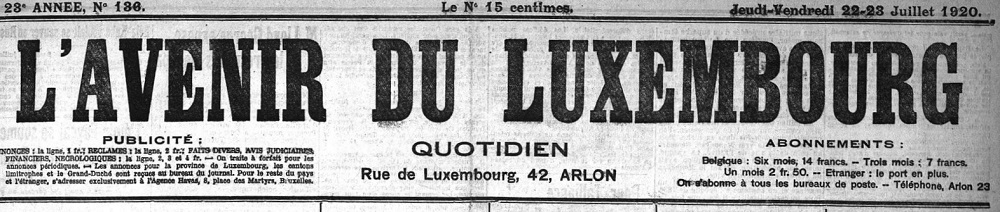 23e ANNÉE, N° 136.
Le N° 15 centimes.
Jeudi-Vendredi 22-23 Juillet 1920.
L'AVENIR DU LUXEMBOURG
PUBLICITÉ :
NONCES : la ligne, 1 fr.; RECLAMES : la ligne, 2 fr.; FAITS-DIVERS, AVIS JUDICIAIRES,
FINANCIERS, NECROLOGIQUES : la ligne, 2, 3 et 4 fr. — On traite à forfait pour les
annonces périodiques. — Les annonces pour la province de Luxembourg, les cantons
limitrophes et le Grand-Duché sont reçues au bureau du journal. Pour le reste du pays
et l'étranger, s'adresser exclusivement à l'Agence Havas, 8, place des Martyrs, Bruxelles.
QUOTIDIEN
Rue de Luxembourg, 42, ARLON
ABONNEMENTS :
Belgique : Six mois, 14 francs. — Trois mois : 7 francs.
Un mois 2 fr. 50. — Etranger : le port en plus.
On s'abonne à tous les bureaux de poste. — Téléphone, Arlon 23